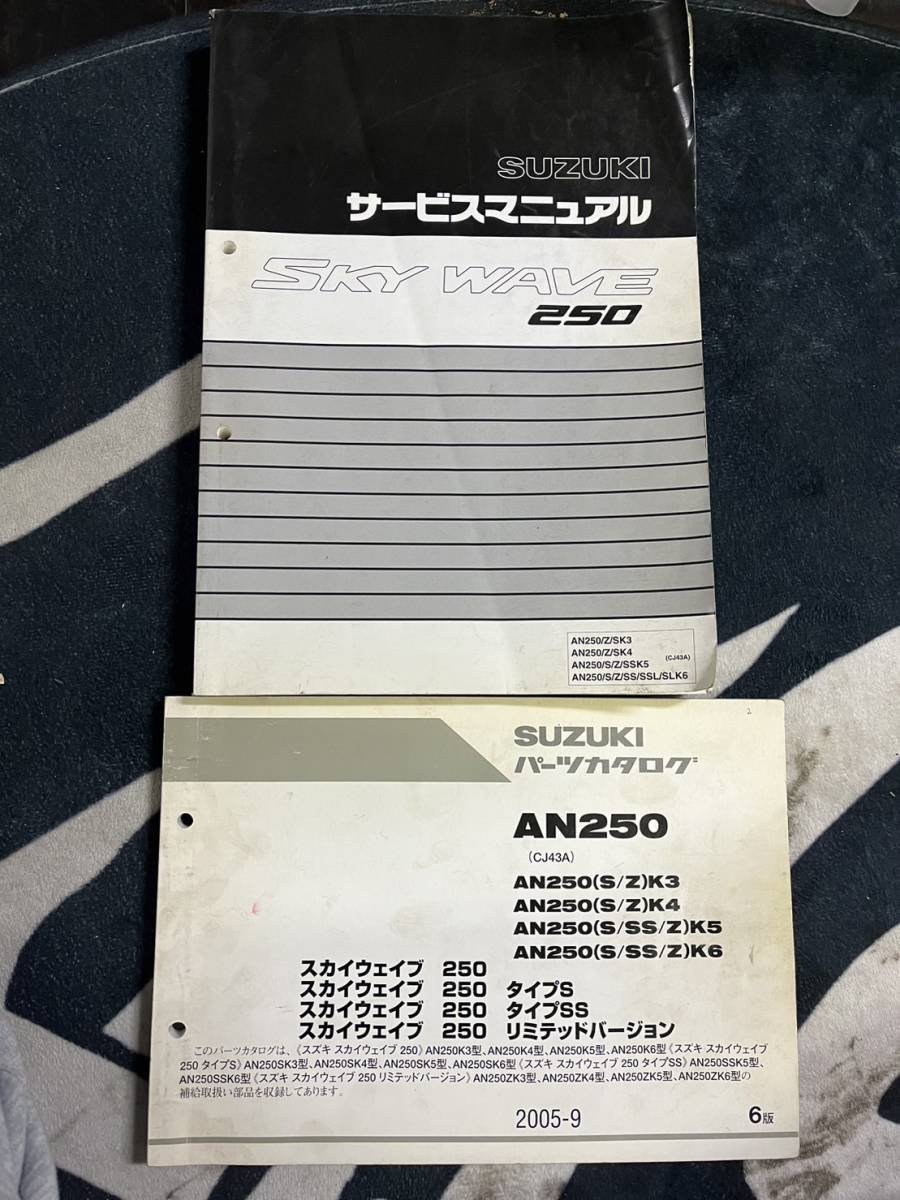 SUZUKI
サービスマニュアル
SKY WAVE
250
AN250/Z/SK3
AN250/Z/SK4
AN250/S/Z/SSK5 (CJ43A)
AN250/S/Z/SS/SSL/SLK6
2
SUZUKI
パーツカタログ
AN250
(CJ43A)
AN250(S/Z)K3
AN250(S/Z)K4
AN250(S/SS/Z)K5
AN250(S/SS/Z)K6
スカイウェイブ 250
スカイウェイブ 250 タイプS
スカイウェイブ 250 タイプSS
スカイウェイブ 250 リミテッドバージョン
このパーツカタログは、《スズキ スカイウェイブ 250》AN250K3型、AN250K4型、AN250K5型、AN250K6型《スズキ スカイウェイブ
250 タイプS》AN250SK3型、AN250SK4型、AN250SK5型、AN250SK6型《スズキ スカイウェイブ 250 タイプSS》AN250SSK5型、
AN250SSK6型《スズキ スカイウェイブ 250 リミテッドバージョン》AN250ZK3型、AN250ZK4型、AN250ZK5型、AN250ZK6型の
補給取扱い部品を収録してあります。
2005-9
6版